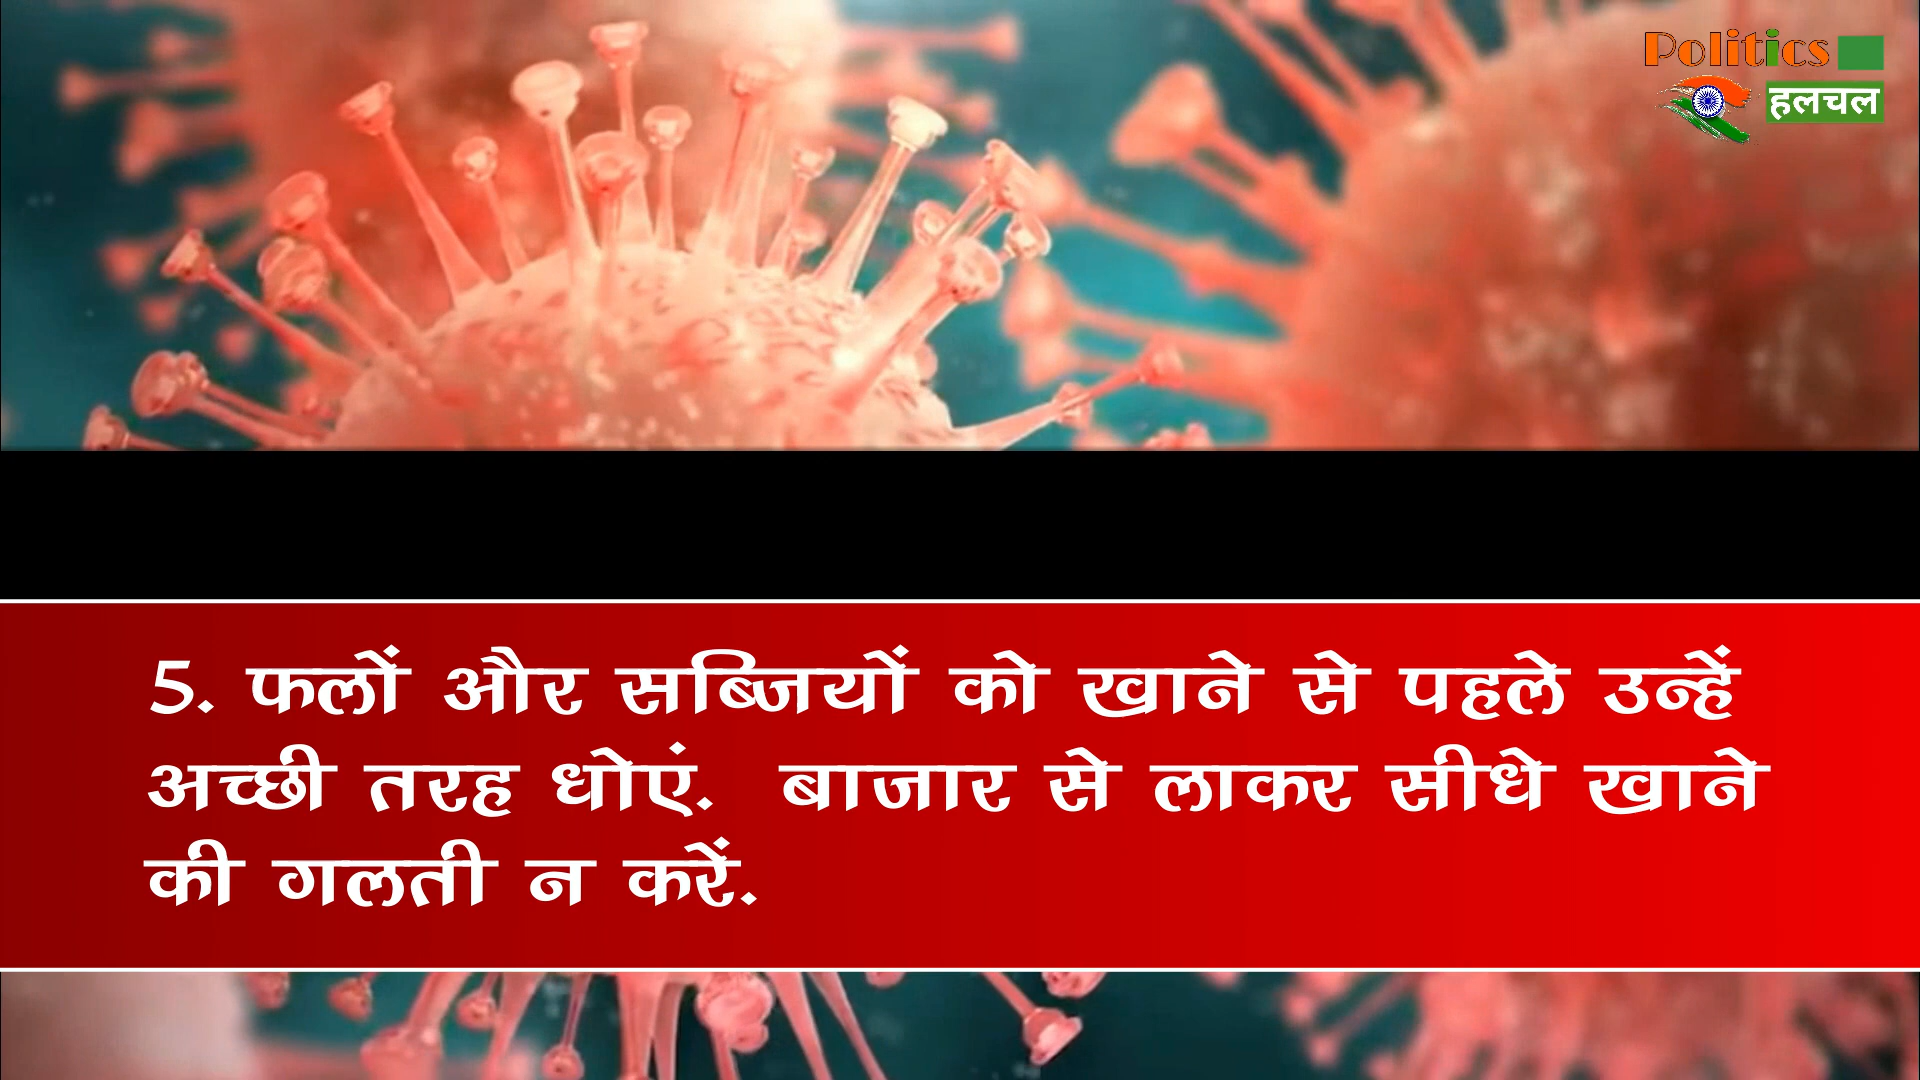 Politics
हलचल
5. फलों और सब्जियों को खाने से पहले उन्हें
अच्छी तरह धोएं. बाजार से लाकर सीधे खाने
की गलती न करें.